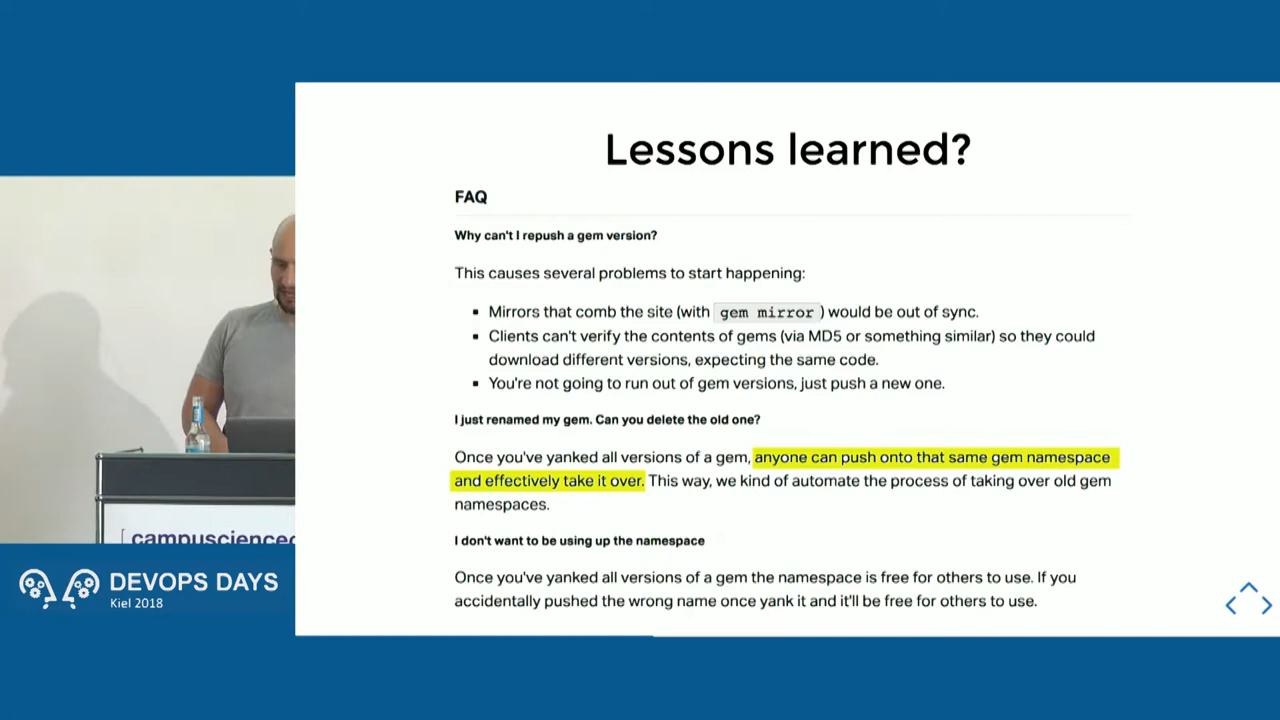 Lessons learned?
FAQ
Why can't I repush a gem version?
This causes several problems to start happening:
Mirrors that comb the site (with gem mirror ) would be out of sync.
Clients can't verify the contents of gems (via MD5 or something similar) so they could
download different versions, expecting the same code.
You're not going to run out of gem versions, just push a new one.
I just renamed my gem. Can you delete the old one?
Once you've yanked all versions of a gem, anyone can push onto that same gem namespace
and effectively take it over. This way, we kind of automate the process of taking over old gem
namespaces.
I don't want to be using up the namespace
Once you've yanked all versions of a gem the namespace is free for others to use. If you
accidentally pushed the wrong name once yank it and it'll be free for others to use.
[campuscience
DEVOPS DAYS
Kiel 2018